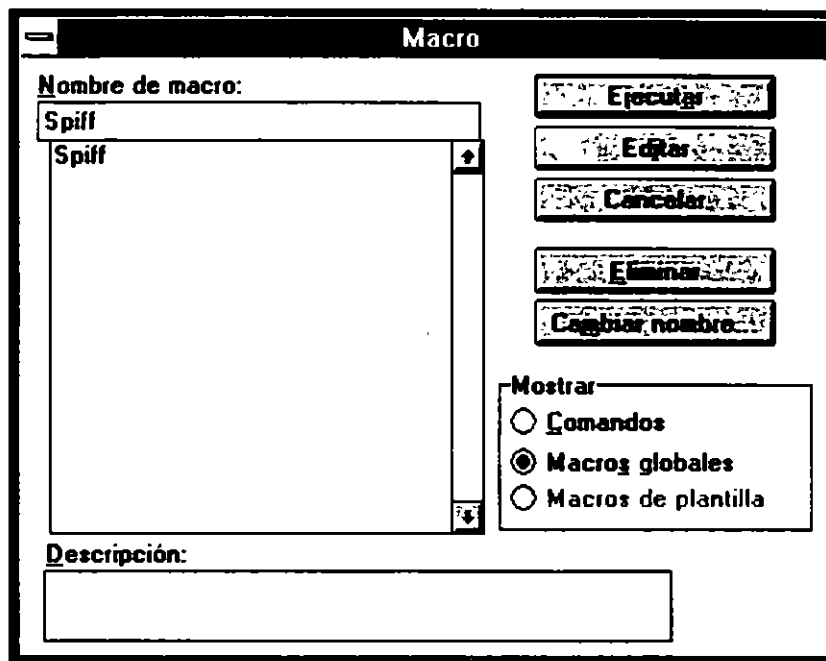 Macro
Nombre de macro:
Spiff
Spiff
Ejecutar
Editar
Cancelar
Eliminar
Cambiar nombre...
Mostrar
Comandos
Macros globales
Macros de plantilla
Descripción: